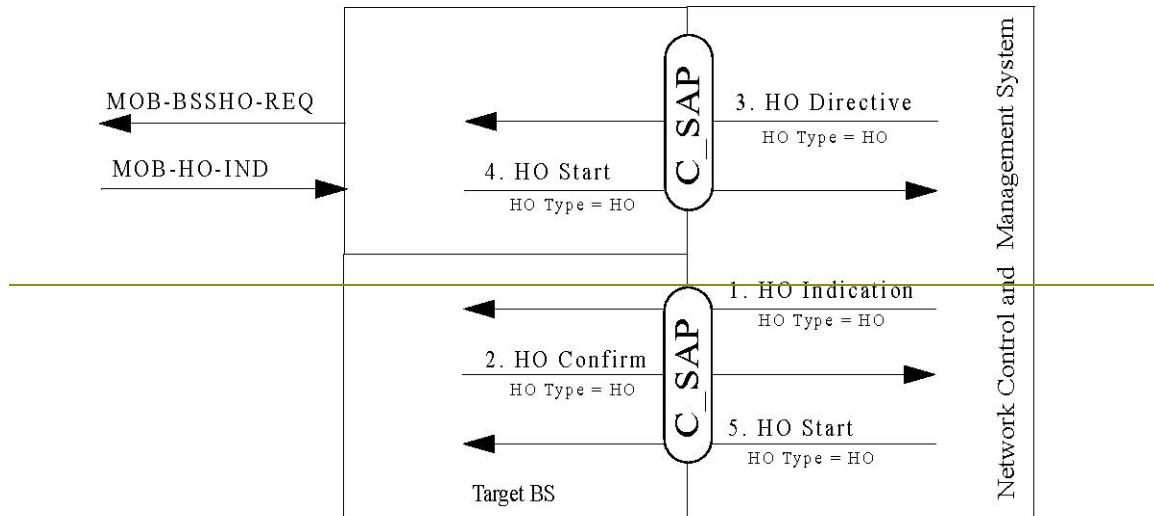 MOB-BSSHO-REQ
MOB-HO-IND
C_SAP
3. HO Directive
HO Type = HO
4. HO Start
HO Type = HO
Network Control and Management System
1. HO Indication
HO Type = HO
C_SAP
2. HO Confirm
HO Type = HO
5. HO Start
HO Type = HO
Target BS